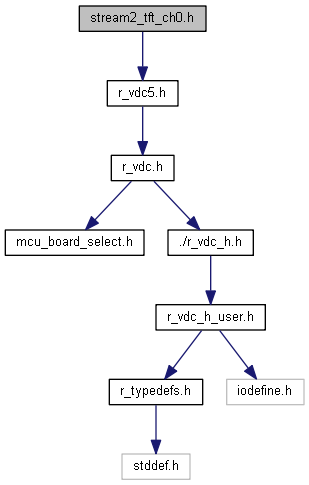 stream2_tft_ch0.h
r_vdc5.h
r_vdc.h
mcu_board_select.h
./r_vdc_h.h
r_vdc_h_user.h
r_typedefs.h
iodefine.h
stddef.h